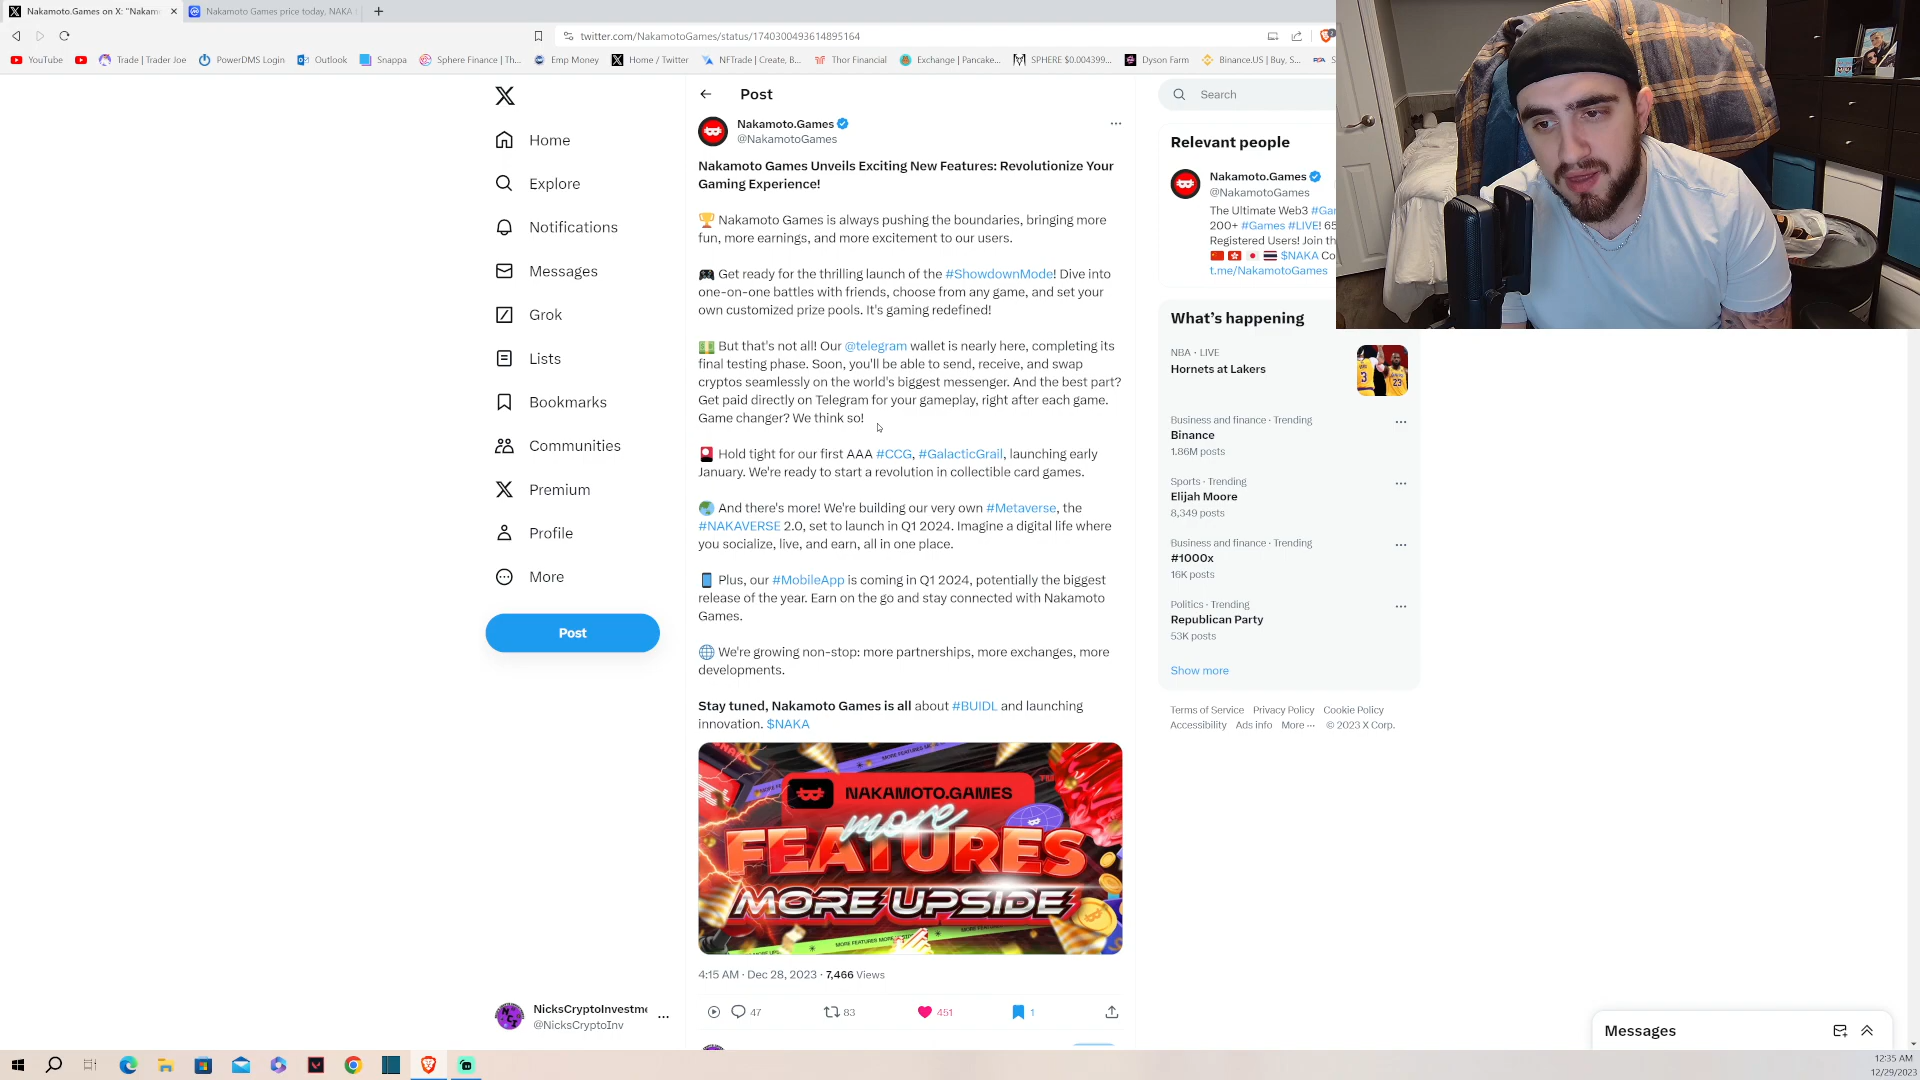 Nakamoto.Games on X: "Nakam
Nakamoto Games price today, NAKA
twitter.com/NakamotoGames/status/1740300493614895164
YouTube
Trade | Trader Joe
PowerDMS Login
Outlook
Snappa
Sphere Finance | Th...
Emp Money
Home / Twitter
NFTrade | Create, B...
Thor Financial
Exchange | Pancake...
SPHERE $0.004399...
Dyson Farm
Binance.US | Buy, S...
Home
Explore
Notifications
Messages
Grok
Lists
Bookmarks
Communities
Premium
Profile
More
Post
NicksCryptoInvestme
@NicksCryptoInv
Post
Nakamoto.Games
@NakamotoGames
Nakamoto Games Unveils Exciting New Features: Revolutionize Your
Gaming Experience!
🏆 Nakamoto Games is always pushing the boundaries, bringing more
fun, more earnings, and more excitement to our users.
🎮 Get ready for the thrilling launch of the #ShowdownMode! Dive into
one-on-one battles with friends, choose from any game, and set your
own customized prize pools. It's gaming redefined!
💵 But that's not all! Our @telegram wallet is nearly here, completing its
final testing phase. Soon, you'll be able to send, receive, and swap
cryptos seamlessly on the world's biggest messenger. And the best part?
Get paid directly on Telegram for your gameplay, right after each game.
Game changer? We think so!
🎴 Hold tight for our first AAA #CCG, #GalacticGrail, launching early
January. We're ready to start a revolution in collectible card games.
🌏 And there's more! We're building our very own #Metaverse, the
#NAKAVERSE 2.0, set to launch in Q1 2024. Imagine a digital life where
you socialize, live, and earn, all in one place.
📱 Plus, our #MobileApp is coming in Q1 2024, potentially the biggest
release of the year. Earn on the go and stay connected with Nakamoto
Games.
🌐 We're growing non-stop: more partnerships, more exchanges, more
developments.
Stay tuned, Nakamoto Games is all about #BUIDL and launching
innovation. $NAKA
NAKAMOTO.GAMES
more
FEATURES
MORE UPSIDE
4:15 AM · Dec 28, 2023 · 7,466 Views
47
83
451
1
Search
Relevant people
Nakamoto.Games
@NakamotoGames
The Ultimate Web3 #Gar
200+ #Games #LIVE! 65
Registered Users! Join th
🇨🇳 🇭🇰 🇯🇵 🇹🇭 $NAKA Co
t.me/NakamotoGames
What's happening
NBA · LIVE
Hornets at Lakers
Business and finance · Trending
Binance
1.86M posts
Sports · Trending
Elijah Moore
8,349 posts
Business and finance · Trending
#1000x
16K posts
Politics · Trending
Republican Party
53K posts
Show more
Terms of Service Privacy Policy Cookie Policy
Accessibility Ads info More ··· © 2023 X Corp.
Messages
12:35 AM
12/29/2023